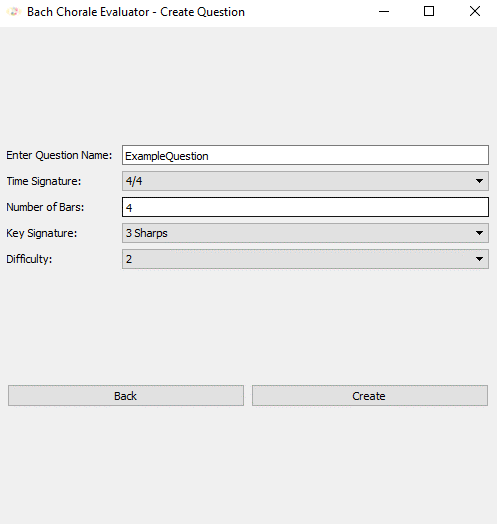 Bach Chorale Evaluator - Create Question
Enter Question Name: ExampleQuestion
Time Signature: 4/4
Number of Bars: 4
Key Signature: 3 Sharps
Difficulty: 2
Back Create